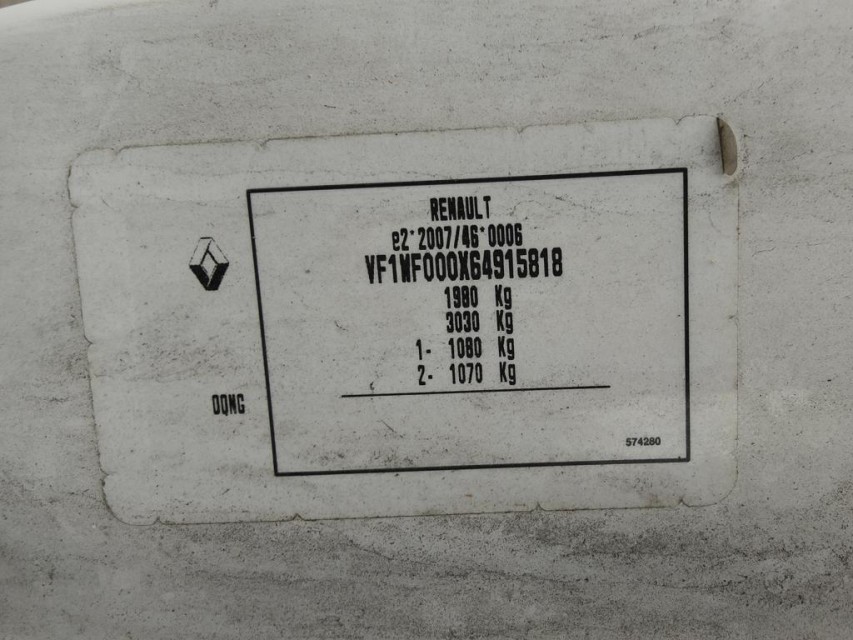 RENAULT
e2*2007/46*0006
VF1WF000X64915818
1980 Kg
3030 Kg
1- 1080 Kg
2- 1070 Kg
DQNG
574280